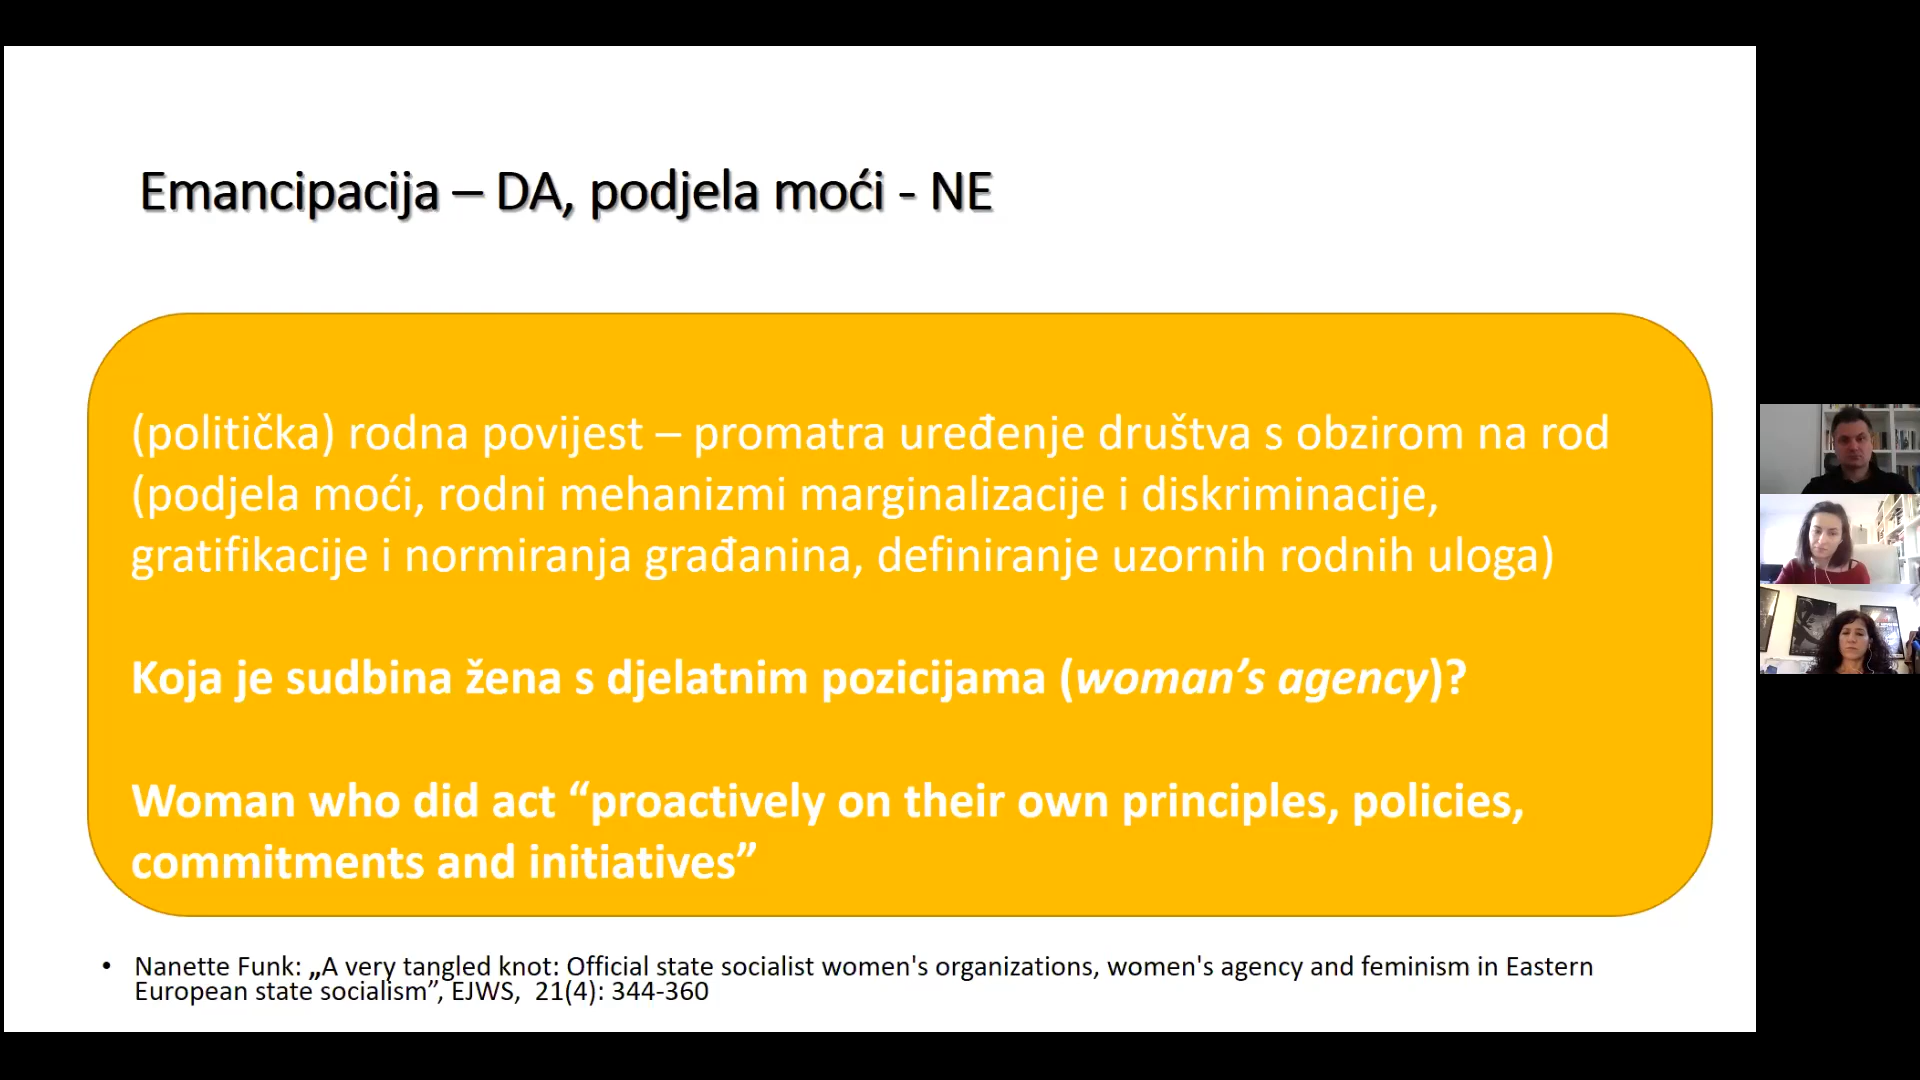 Emancipacija – DA, podjela moći - NE
(politička) rodna povijest – promatra uređenje društva s obzirom na rod
(podjela moći, rodni mehanizmi marginalizacije i diskriminacije,
gratifikacije i normiranja građanina, definiranje uzornih rodnih uloga)
Koja je sudbina žena s djelatnim pozicijama (woman’s agency)?
Woman who did act “proactively on their own principles, policies,
commitments and initiatives”
• Nanette Funk: „A very tangled knot: Official state socialist women's organizations, women's agency and feminism in Eastern
European state socialism”, EJWS, 21(4): 344-360